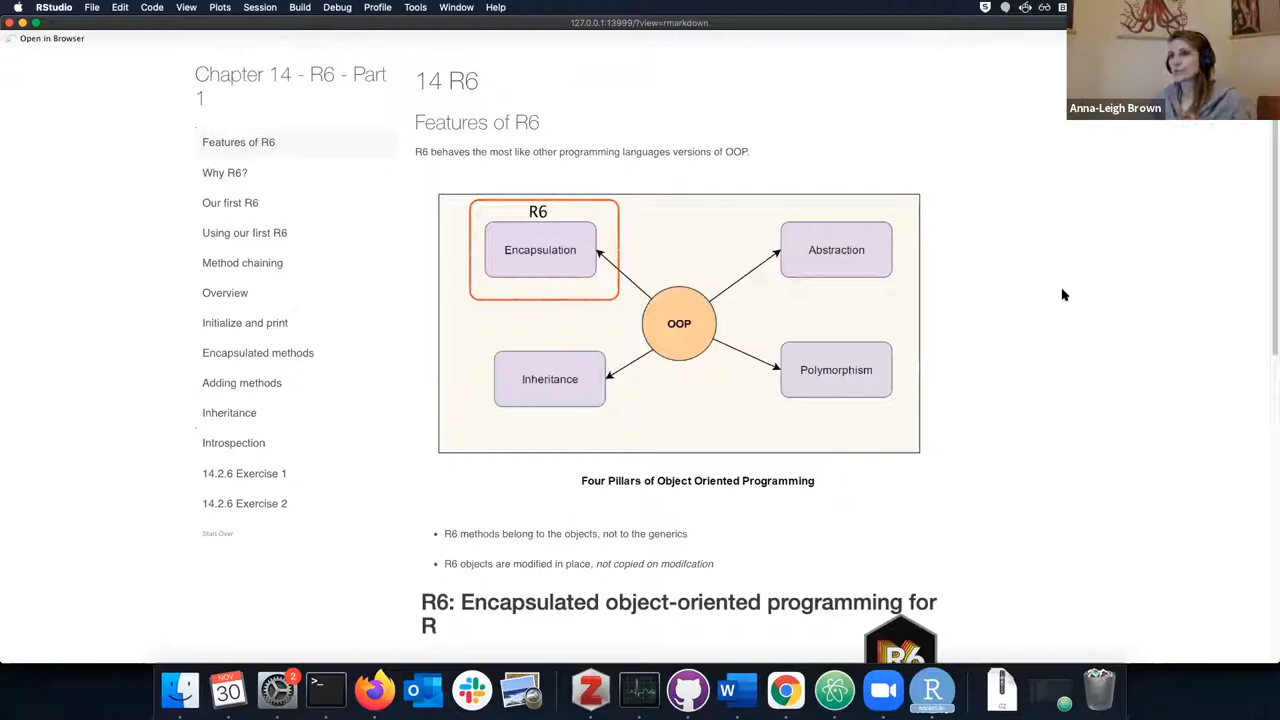 RStudio File Edit Code View Plots Session Build Debug Profile Tools Window Help
127.0.0.1:13999/?view=rmarkdown
Open in Browser
Anna-Leigh Brown
Chapter 14 - R6 - Part
1
Features of R6
Why R6?
Our first R6
Using our first R6
Method chaining
Overview
Initialize and print
Encapsulated methods
Adding methods
Inheritance
Introspection
14.2.6 Exercise 1
14.2.6 Exercise 2
Start Over
14 R6
Features of R6
R6 behaves the most like other programming languages versions of OOP.
R6
Encapsulation
Abstraction
OOP
Inheritance
Polymorphism
Four Pillars of Object Oriented Programming
R6 methods belong to the objects, not to the generics
R6 objects are modified in place, not copied on modifcation
R6: Encapsulated object-oriented programming for
R
R6
NOV
30
2